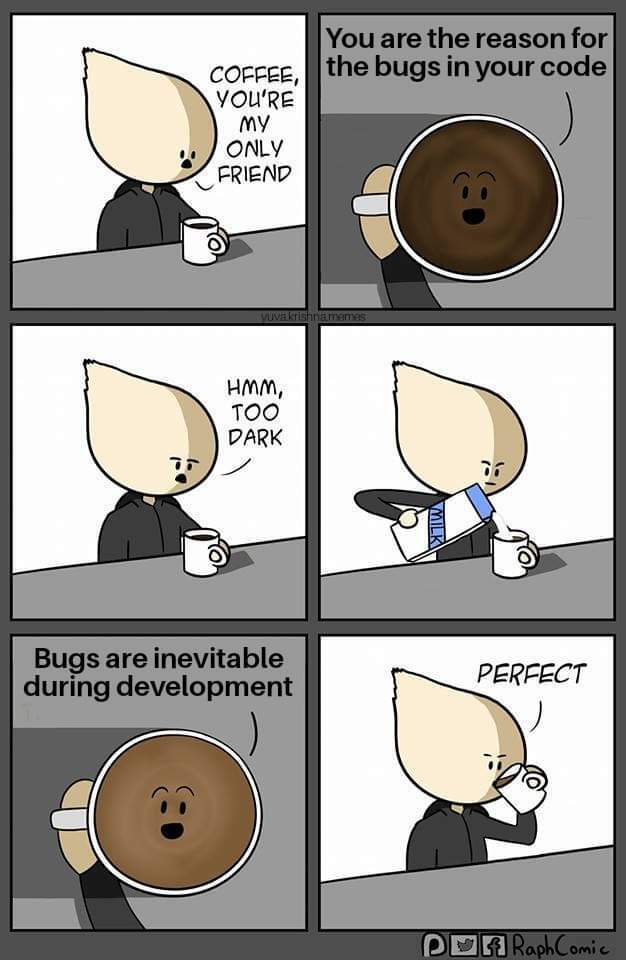 COFFEE,
YOU'RE
MY
ONLY
FRIEND
You are the reason for
the bugs in your code
yuva.krishna.memes
HMM,
TOO
DARK
MILK
Bugs are inevitable
during development
PERFECT
RaphComic